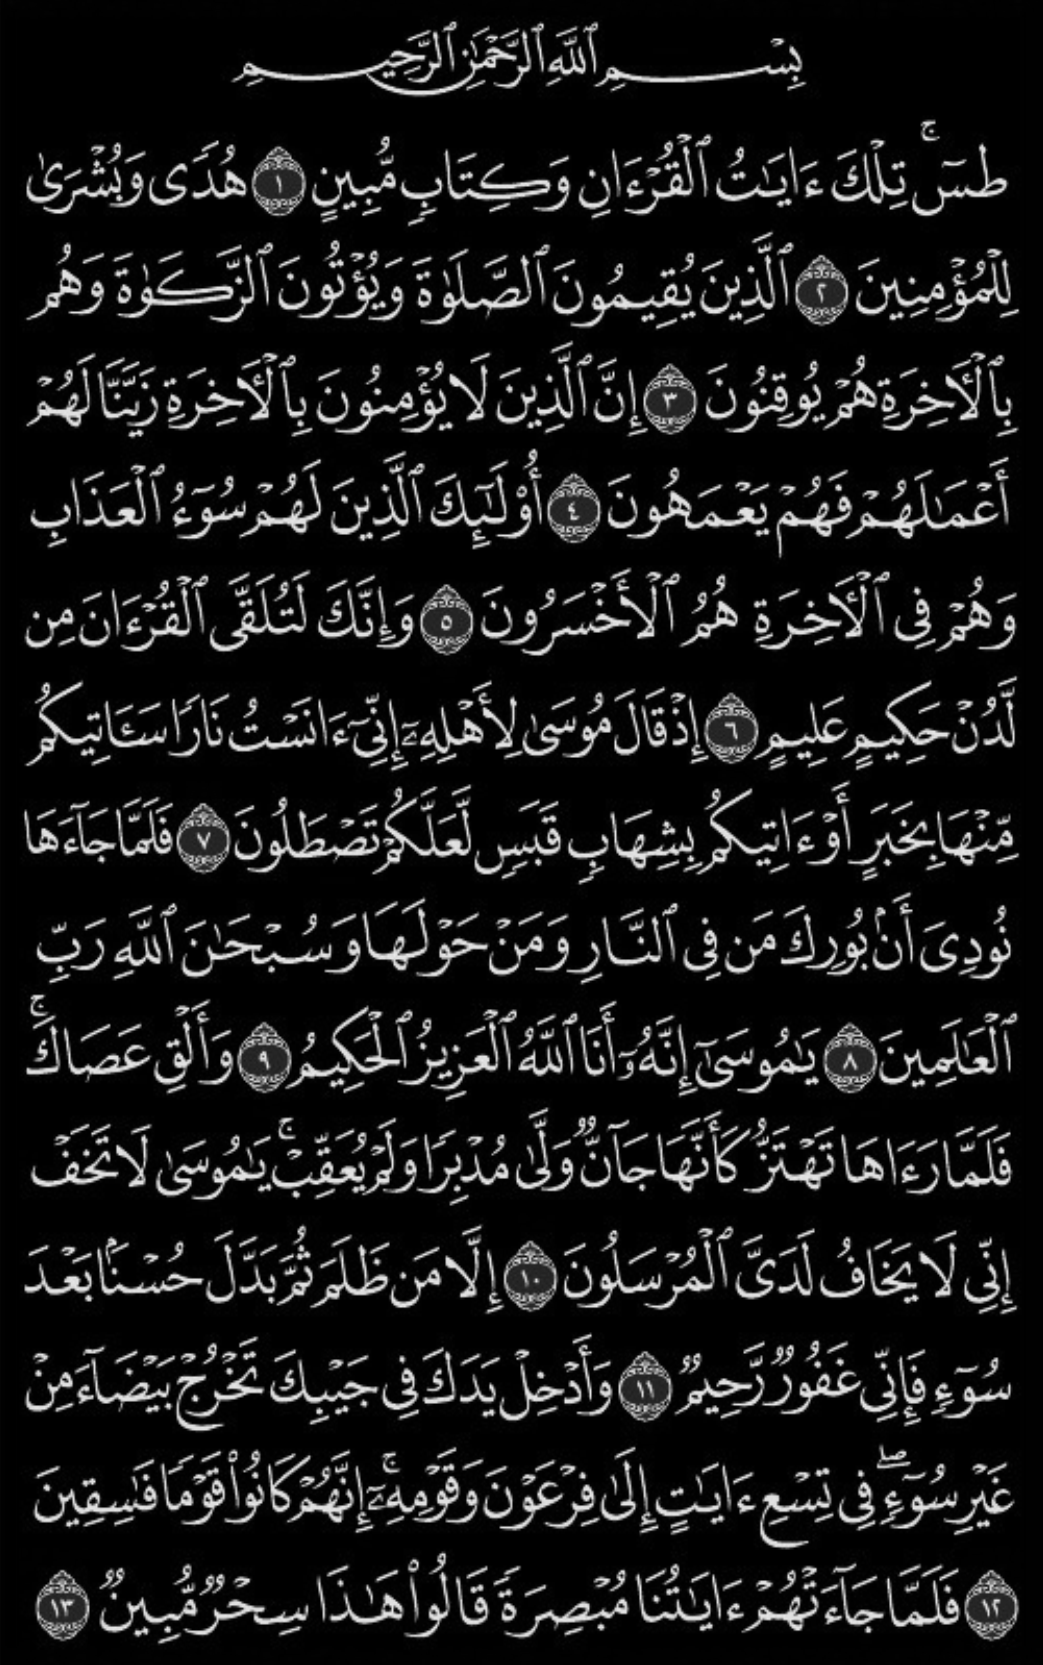 بِسْمِ ٱللَّهِ ٱلرَّحْمَٰنِ ٱلرَّحِيمِ
طسٓۚ تِلْكَ ءَايَٰتُ ٱلْقُرْءَانِ وَكِتَابٍ مُّبِينٍ ١ هُدًى وَبُشْرَىٰ
لِلْمُؤْمِنِينَ ٢ ٱلَّذِينَ يُقِيمُونَ ٱلصَّلَوٰةَ وَيُؤْتُونَ ٱلزَّكَوٰةَ وَهُم
بِٱلْأٓخِرَةِ هُمْ يُوقِنُونَ ٣ إِنَّ ٱلَّذِينَ لَا يُؤْمِنُونَ بِٱلْأٓخِرَةِ زَيَّنَّا لَهُمْ
أَعْمَٰلَهُمْ فَهُمْ يَعْمَهُونَ ٤ أُو۟لَٰٓئِكَ ٱلَّذِينَ لَهُمْ سُوٓءُ ٱلْعَذَابِ
وَهُمْ فِى ٱلْأٓخِرَةِ هُمُ ٱلْأَخْسَرُونَ ٥ وَإِنَّكَ لَتُلَقَّى ٱلْقُرْءَانَ مِن
لَّدُنْ حَكِيمٍ عَلِيمٍ ٦ إِذْ قَالَ مُوسَىٰ لِأَهْلِهِۦٓ إِنِّىٓ ءَانَسْتُ نَارًا سَـَٔاتِيكُم
مِّنْهَا بِخَبَرٍ أَوْ ءَاتِيكُم بِشِهَابٍ قَبَسٍ لَّعَلَّكُمْ تَصْطَلُونَ ٧ فَلَمَّا جَآءَهَا
نُودِىَ أَنۢ بُورِكَ مَن فِى ٱلنَّارِ وَمَنْ حَوْلَهَا وَسُبْحَٰنَ ٱللَّهِ رَبِّ
ٱلْعَٰلَمِينَ ٨ يَٰمُوسَىٰٓ إِنَّهُۥٓ أَنَا ٱللَّهُ ٱلْعَزِيزُ ٱلْحَكِيمُ ٩ وَأَلْقِ عَصَاكَۚ
فَلَمَّا رَءَاهَا تَهْتَزُّ كَأَنَّهَا جَآنٌّ وَلَّىٰ مُدْبِرًا وَلَمْ يُعَقِّبْۚ يَٰمُوسَىٰ لَا تَخَفْ
إِنِّى لَا يَخَافُ لَدَىَّ ٱلْمُرْسَلُونَ ١٠ إِلَّا مَن ظَلَمَ ثُمَّ بَدَّلَ حُسْنًۢا بَعْدَ
سُوٓءٍ فَإِنِّى غَفُورٌ رَّحِيمٌ ١١ وَأَدْخِلْ يَدَكَ فِى جَيْبِكَ تَخْرُجْ بَيْضَآءَ مِنْ
غَيْرِ سُوٓءٍۖ فِى تِسْعِ ءَايَٰتٍ إِلَىٰ فِرْعَوْنَ وَقَوْمِهِۦٓۚ إِنَّهُمْ كَانُوا۟ قَوْمًا فَٰسِقِينَ
١٢ فَلَمَّا جَآءَتْهُمْ ءَايَٰتُنَا مُبْصِرَةً قَالُوا۟ هَٰذَا سِحْرٌ مُّبِينٌ ١٣